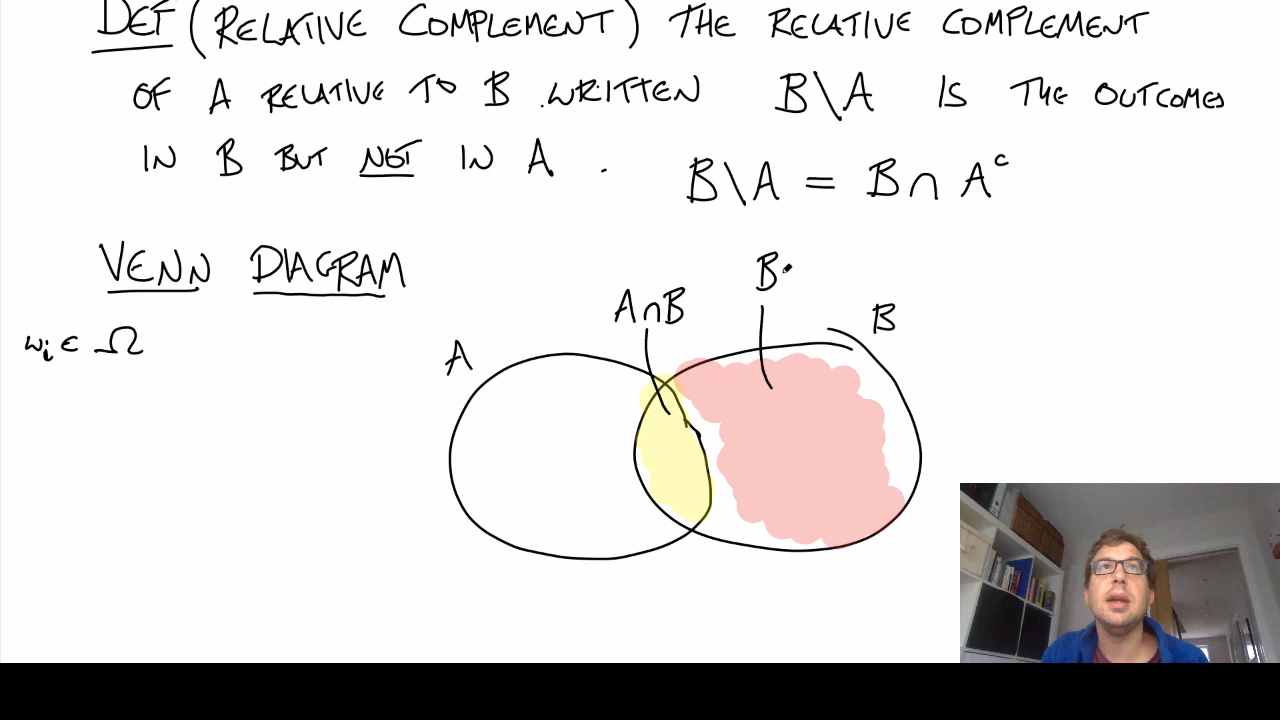 DEF (RELATIVE COMPLEMENT) THE RELATIVE COMPLEMENT
OF A RELATIVE TO B WRITTEN B\A IS THE OUTCOMES
IN B BUT NOT IN A . B\A = B∩Aᶜ
VENN DIAGRAM
ωᵢ ∈ Ω
A
A∩B
B
B